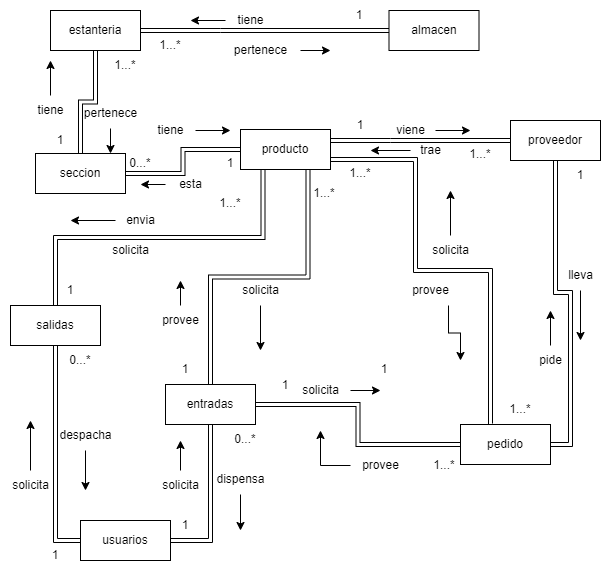 tiene
1
estanteria
almacen
1...*
pertenece
1...*
tiene
pertenece
1
tiene
1
viene
proveedor
producto
0...*
1
trae
1...*
seccion
esta
1...*
1
1...*
1...*
envia
solicita
solicita
lleva
solicita
provee
1
provee
salidas
0...*
pide
1
1
solicita
1
entradas
1...*
despacha
0...*
pedido
provee
1...*
solicita
solicita
dispensa
1
usuarios
1